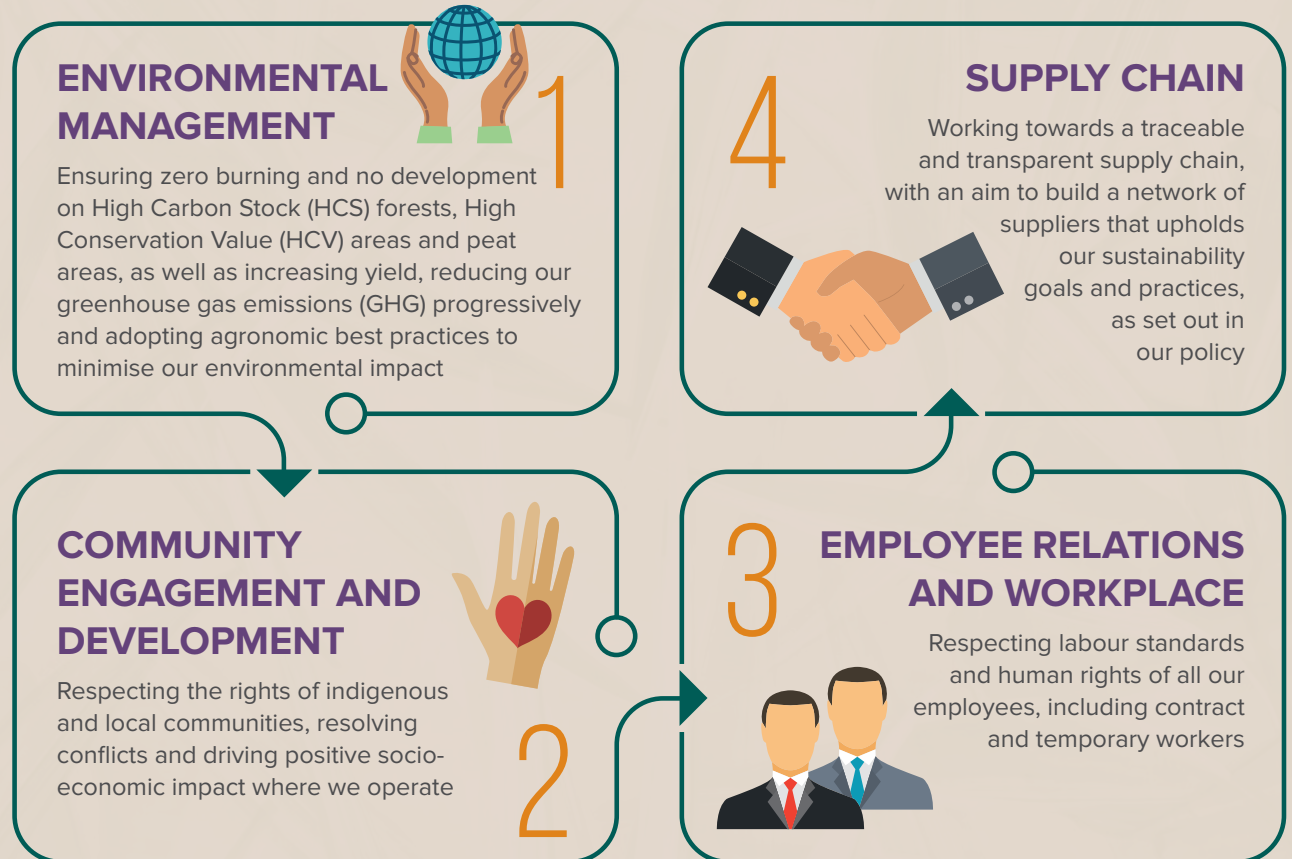 ENVIRONMENTAL
MANAGEMENT
1
Ensuring zero burning and no development
on High Carbon Stock (HCS) forests, High
Conservation Value (HCV) areas and peat
areas, as well as increasing yield, reducing our
greenhouse gas emissions (GHG) progressively
and adopting agronomic best practices to
minimise our environmental impact
COMMUNITY
ENGAGEMENT AND
DEVELOPMENT
Respecting the rights of indigenous
and local communities, resolving
conflicts and driving positive socio-
economic impact where we operate
2
3
EMPLOYEE RELATIONS
AND WORKPLACE
Respecting labour standards
and human rights of all our
employees, including contract
and temporary workers
4
SUPPLY CHAIN
Working towards a traceable
and transparent supply chain,
with an aim to build a network of
suppliers that upholds
our sustainability
goals and practices,
as set out in
our policy